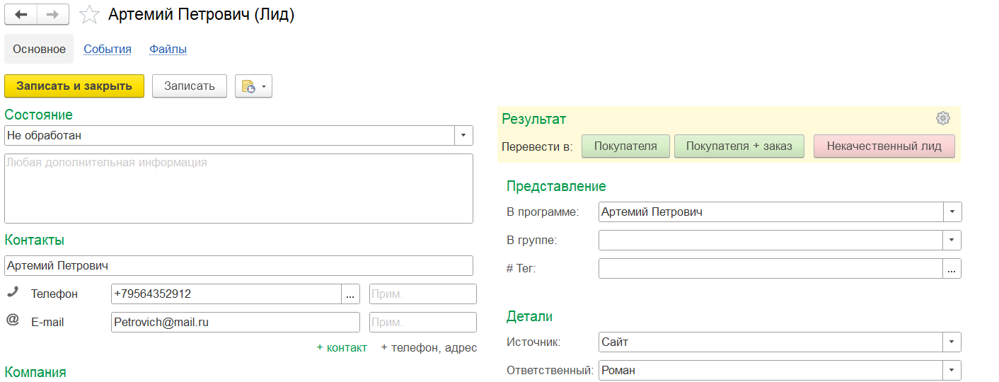 Артемий Петрович (Лид)
Основное События Файлы
Записать и закрыть Записать
Состояние
Не обработан
Любая дополнительная информация
Контакты
Артемий Петрович
Телефон +79564352912 ... Прим.
@ E-mail Petrovich@mail.ru Прим.
+ контакт + телефон, адрес
Компания
Результат
Перевести в: Покупателя Покупателя + заказ Некачественный лид
Представление
В программе: Артемий Петрович
В группе:
# Тег: ...
Детали
Источник: Сайт
Ответственный: Роман